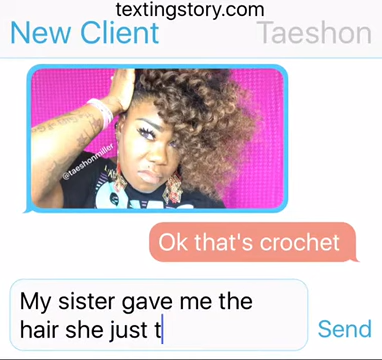 textingstory.com
New Client Taeshon
@taeshonmiller
Ok that's crochet
My sister gave me the
hair she just t
Send